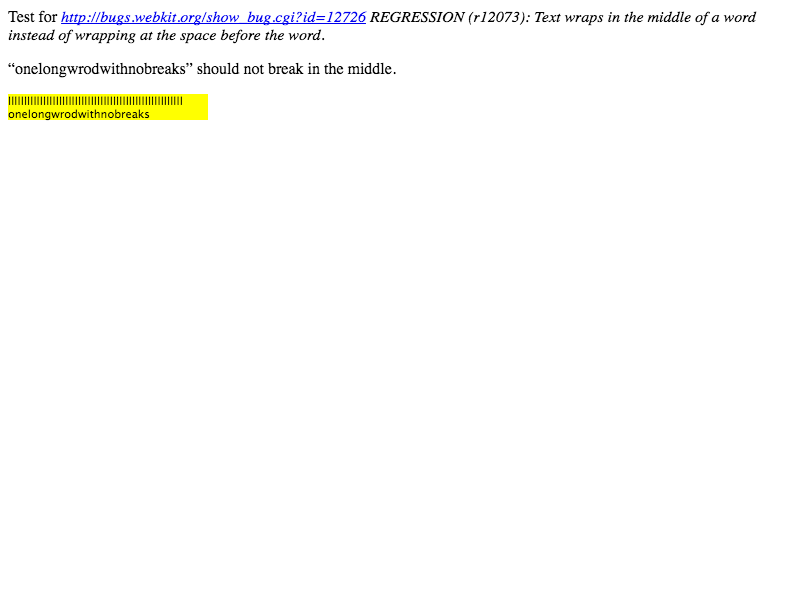 Test for http://bugs.webkit.org/show_bug.cgi?id=12726 REGRESSION (r12073): Text wraps in the middle of a word
instead of wrapping at the space before the word.
“onelongwrodwithnobreaks” should not break in the middle.
onelongwrodwithnobreaks